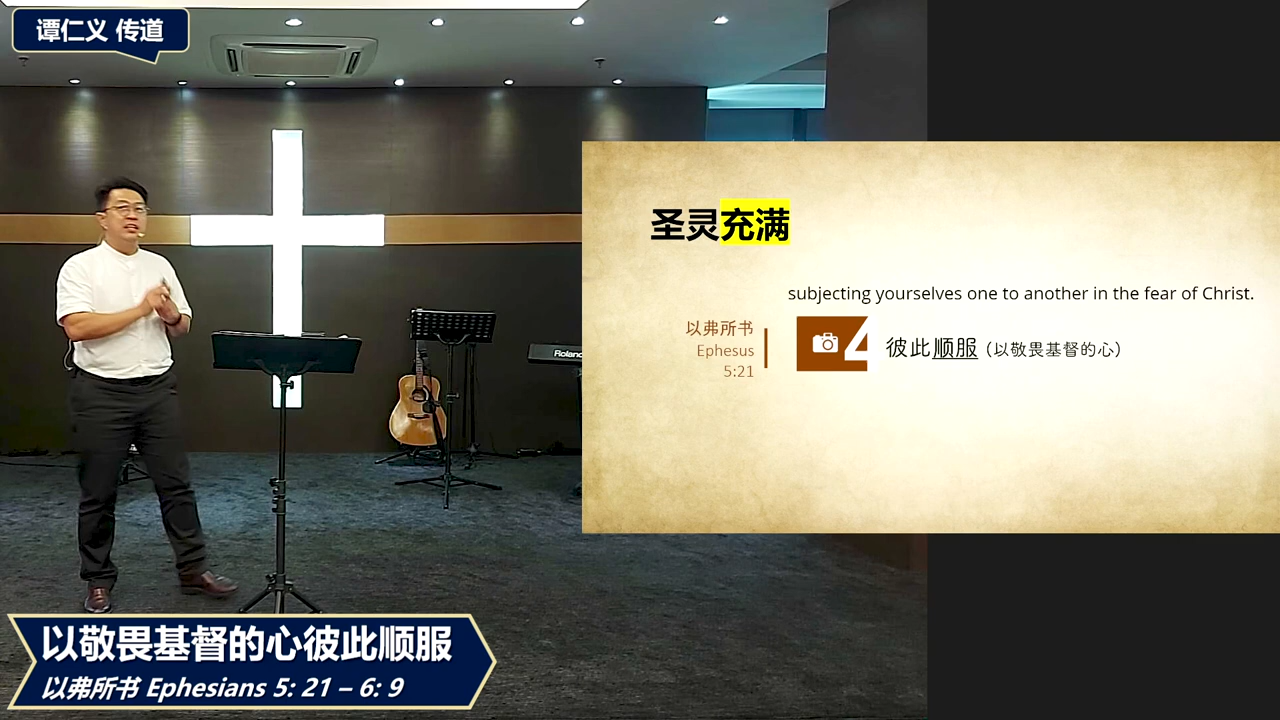 谭仁义 传道
圣灵充满
subjecting yourselves one to another in the fear of Christ.
以弗所书
Ephesus
5:21
4
彼此顺服（以敬畏基督的心）
Roland
以敬畏基督的心彼此顺服
以弗所书 Ephesians 5: 21 – 6: 9